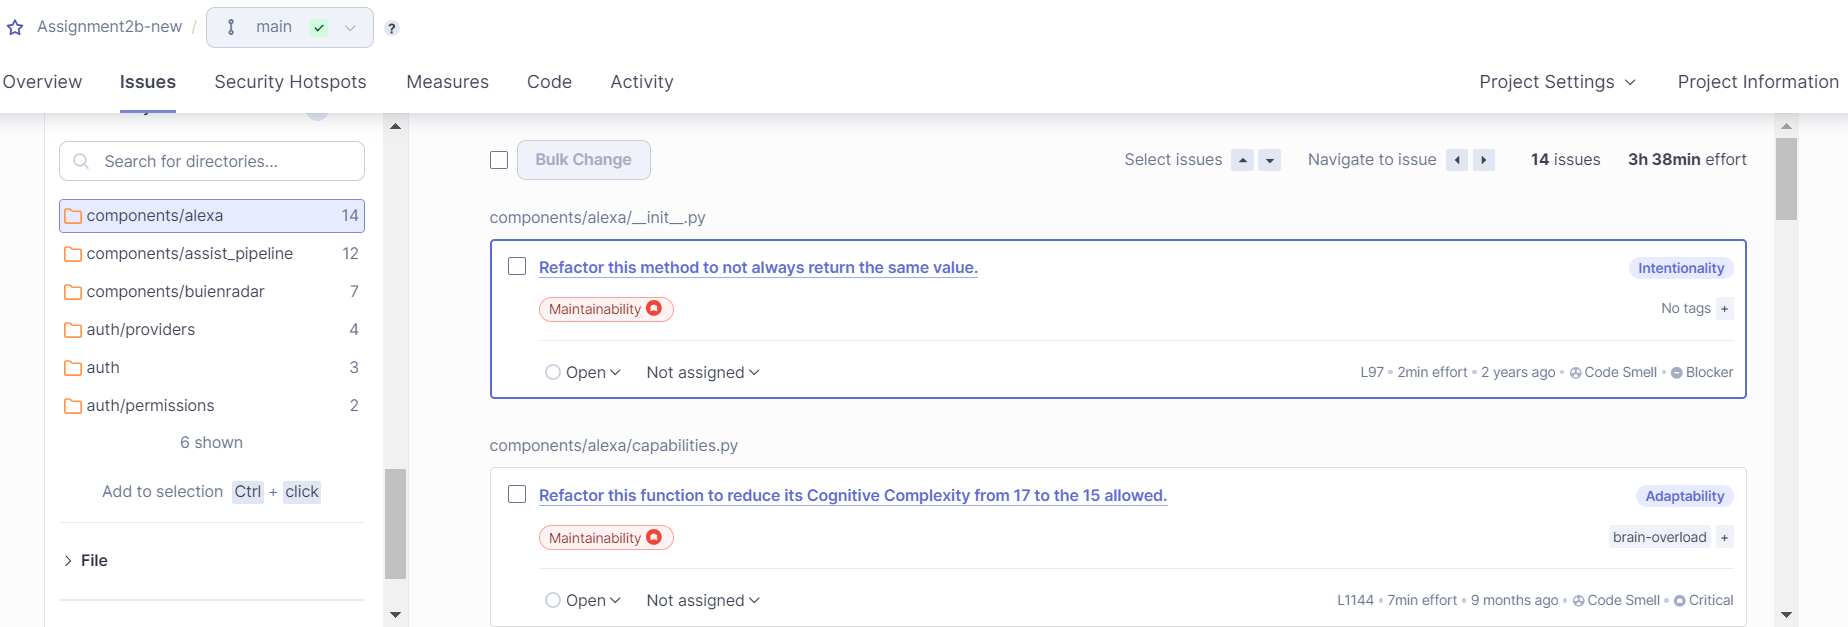 Assignment2b-new / main ?
Overview Issues Security Hotspots Measures Code Activity Project Settings Project Information
Search for directories...
components/alexa 14
components/assist_pipeline 12
components/buienradar 7
auth/providers 4
auth 3
auth/permissions 2
6 shown
Add to selection Ctrl + click
File
Bulk Change Select issues Navigate to issue 14 issues 3h 38min effort
components/alexa/__init__.py
Refactor this method to not always return the same value. Intentionality
Maintainability No tags +
Open Not assigned L97 • 2min effort • 2 years ago • Code Smell • Blocker
components/alexa/capabilities.py
Refactor this function to reduce its Cognitive Complexity from 17 to the 15 allowed. Adaptability
Maintainability brain-overload +
Open Not assigned L1144 • 7min effort • 9 months ago • Code Smell • Critical